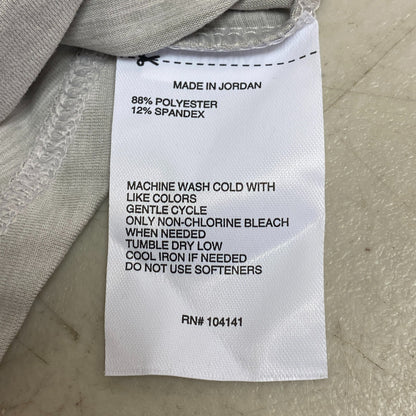 MADE IN JORDAN
88% POLYESTER
12% SPANDEX
MACHINE WASH COLD WITH
LIKE COLORS
GENTLE CYCLE
ONLY NON-CHLORINE BLEACH
WHEN NEEDED
TUMBLE DRY LOW
COOL IRON IF NEEDED
DO NOT USE SOFTENERS
RN# 104141